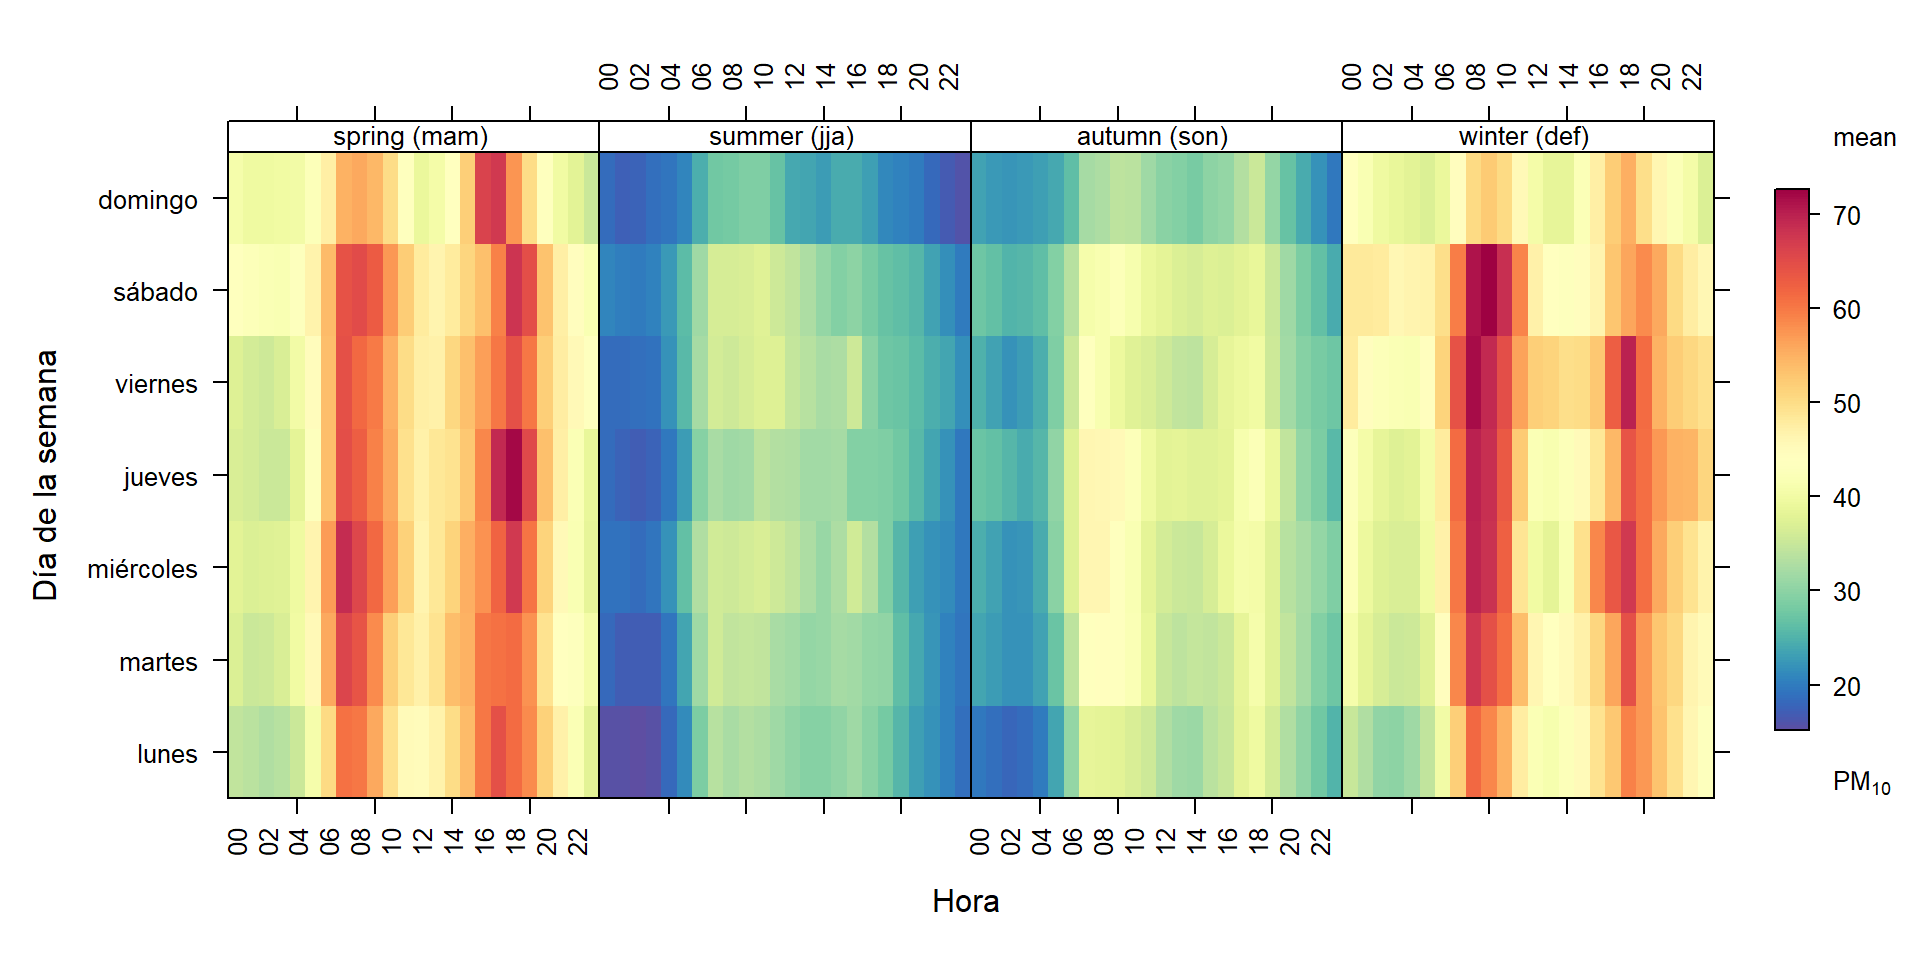 00 02 04 06 08 10 12 14 16 18 20 22
00 02 04 06 08 10 12 14 16 18 20 22
spring (mam)
summer (jja)
autumn (son)
winter (def)
mean
domingo
sábado
viernes
jueves
miércoles
martes
lunes
Día de la semana
70
60
50
40
30
20
PM₁₀
00 02 04 06 08 10 12 14 16 18 20 22
00 02 04 06 08 10 12 14 16 18 20 22
Hora